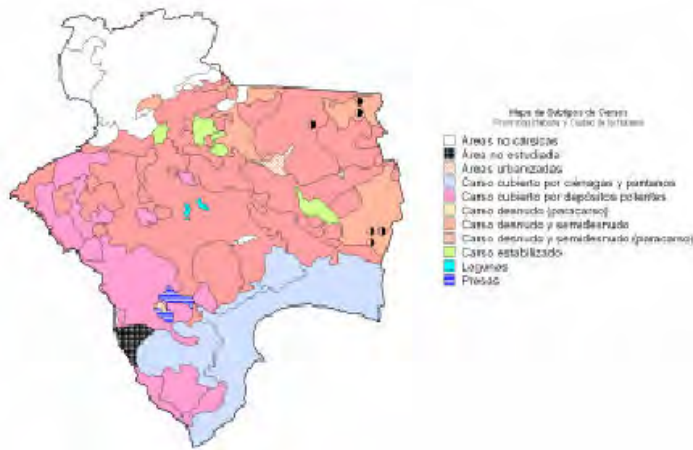 Mapa de Subtipos de Carsos
Provincias Habana y Ciudad de la Habana
Áreas no cársicas
Área no estudiada
Áreas urbanizadas
Carso cubierto por ciénagas y pantanos
Carso cubierto por depósitos potentes
Carso desnudo (paracarso)
Carso desnudo y semidesnudo
Carso desnudo y semidesnudo (paracarso)
Carso estabilizado
Lagunas
Presas